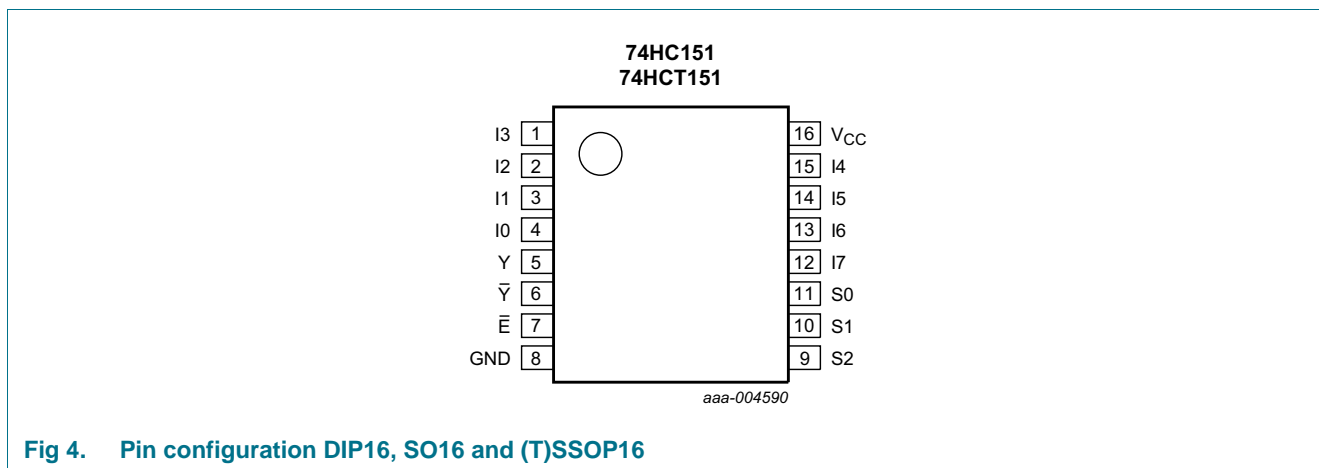 74HC151
74HCT151
I3 1 16 VCC
I2 2 15 I4
I1 3 14 I5
I0 4 13 I6
Y 5 12 I7
Y̅ 6 11 S0
E̅ 7 10 S1
GND 8 9 S2
aaa-004590
Fig 4. Pin configuration DIP16, SO16 and (T)SSOP16